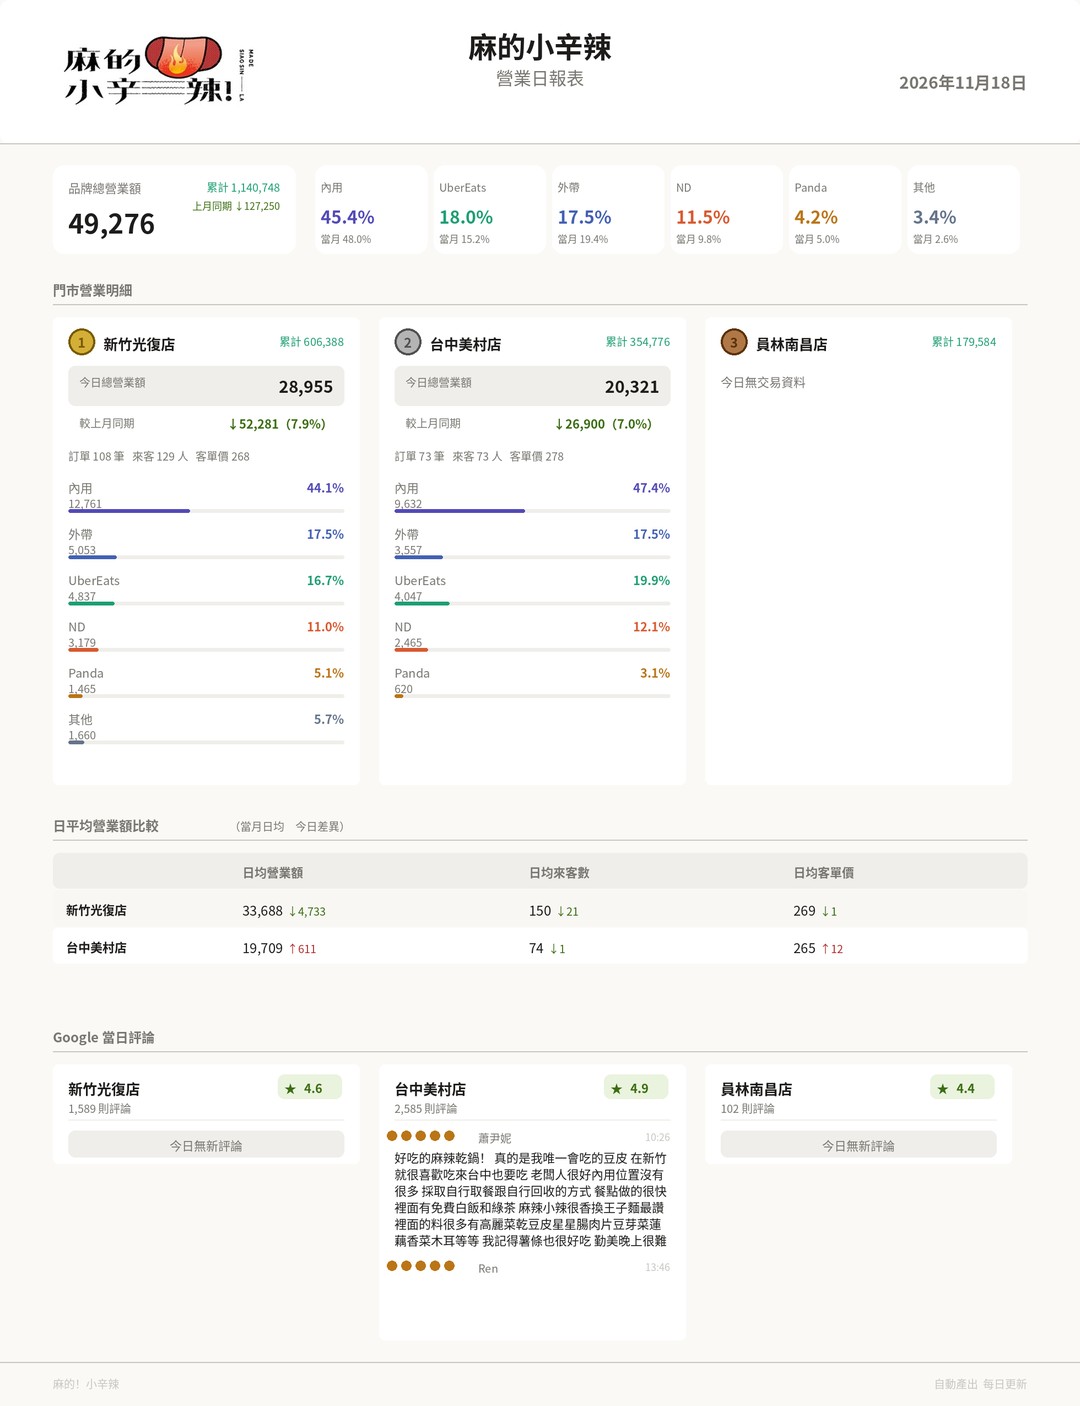 麻的
小辛辣!
MADE
SIAO SIN LA
麻的小辛辣
營業日報表
2026年11月18日
品牌總營業額
累計 1,140,748
上月同期 ↓127,250
49,276
內用
45.4%
當月 48.0%
UberEats
18.0%
當月 15.2%
外帶
17.5%
當月 19.4%
ND
11.5%
當月 9.8%
Panda
4.2%
當月 5.0%
其他
3.4%
當月 2.6%
門市營業明細
1 新竹光復店 累計 606,388
今日總營業額 28,955
較上月同期 ↓52,281 (7.9%)
訂單 108 筆 來客 129 人 客單價 268
內用 44.1%
12,761
外帶 17.5%
5,053
UberEats 16.7%
4,837
ND 11.0%
3,179
Panda 5.1%
1,465
其他 5.7%
1,660
2 台中美村店 累計 354,776
今日總營業額 20,321
較上月同期 ↓26,900 (7.0%)
訂單 73 筆 來客 73 人 客單價 278
內用 47.4%
9,632
外帶 17.5%
3,557
UberEats 19.9%
4,047
ND 12.1%
2,465
Panda 3.1%
620
3 員林南昌店 累計 179,584
今日無交易資料
日平均營業額比較 （當月日均 今日差異）
日均營業額 日均來客數 日均客單價
新竹光復店 33,688 ↓4,733 150 ↓21 269 ↓1
台中美村店 19,709 ↑611 74 ↓1 265 ↑12
Google 當日評論
新竹光復店 ★ 4.6
1,589 則評論
今日無新評論
台中美村店 ★ 4.9
2,585 則評論
蕭尹妮 10:26
好吃的麻辣乾鍋！ 真的是我唯一會吃的豆皮 在新竹
就很喜歡吃來台中也要吃 老闆人很好內用位置沒有
很多 採取自行取餐跟自行回收的方式 餐點做的很快
裡面有免費白飯和綠茶 麻辣小辣很香換王子麵最讚
裡面的料很多有高麗菜乾豆皮星星腸肉片豆芽菜蓮
藕香菜木耳等等 我記得薯條也很好吃 勤美晚上很難
Ren 13:46
員林南昌店 ★ 4.4
102 則評論
今日無新評論
麻的！小辛辣
自動產出 每日更新